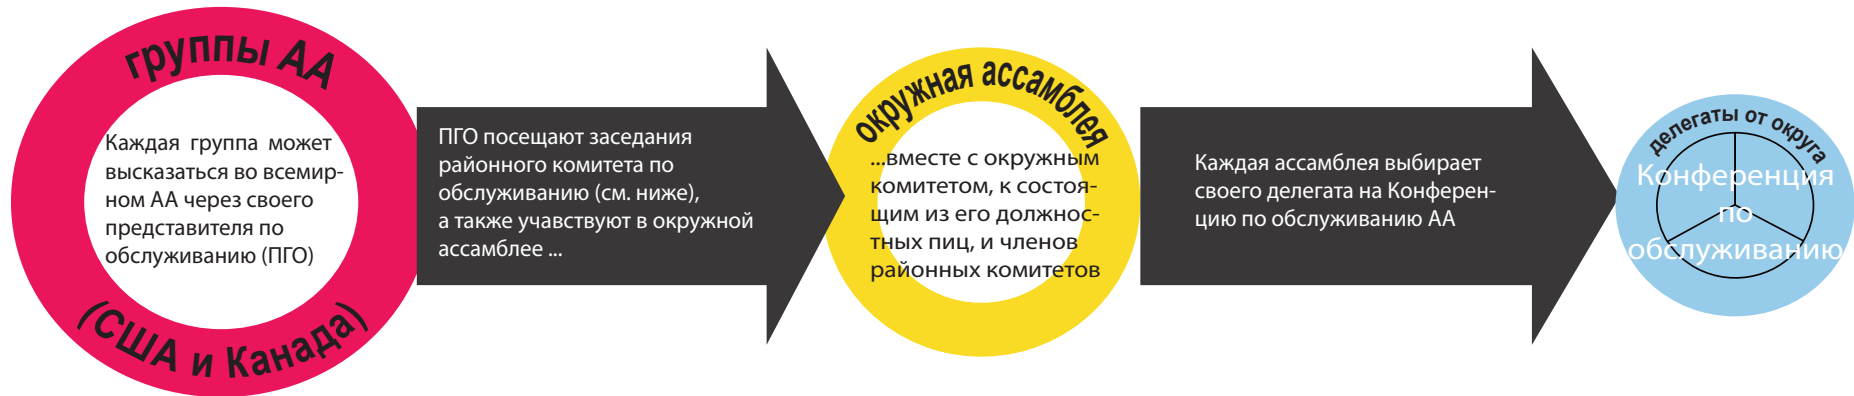 группы АА
Каждая группа может
высказаться во всемир-
ном АА через своего
представителя по
обслуживанию (ПГО)
(США и Канада)
ПГО посещают заседания
районного комитета по
обслуживанию (см. ниже),
а также учавствуют в окружной
ассамблее ...
окружная ассамблея
...вместе с окружным
комитетом, к состоя-
щим из его должнос-
тных пиц, и членов
районных комитетов
Каждая ассамблея выбирает
своего делегата на Конферен-
цию по обслуживанию АА
делегаты от округа
Конференция
по
обслуживанию